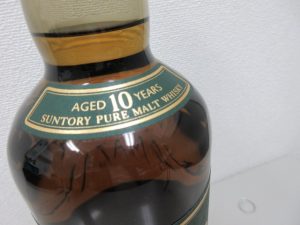 AGED 10 YEARS
SUNTORY PURE MALT WHISKY